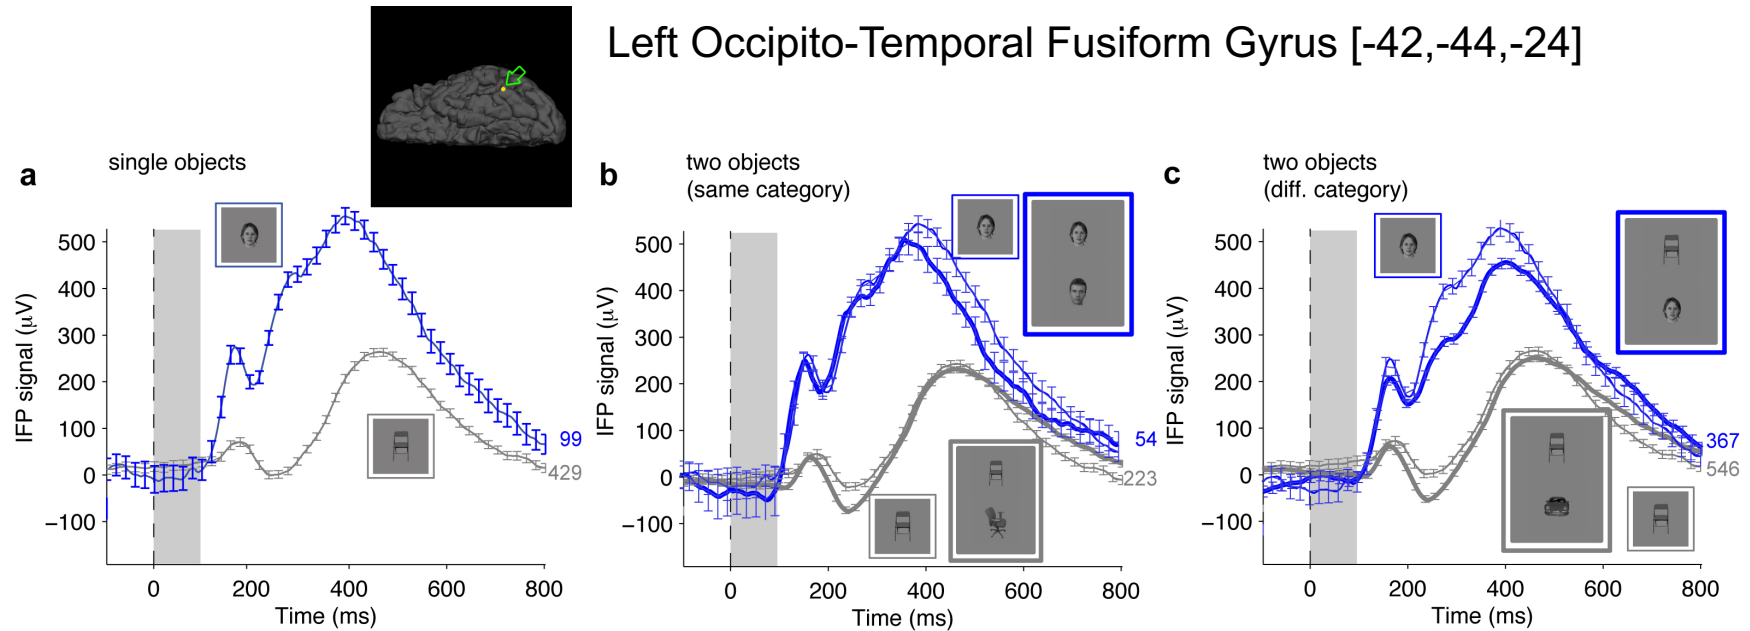 Left Occipito-Temporal Fusiform Gyrus [-42,-44,-24]
a
single objects
IFP signal (μV)
500
400
300
200
100
0
−100
99
429
0
200
400
600
800
Time (ms)
b
two objects
(same category)
IFP signal (μV)
500
400
300
200
100
0
−100
54
223
0
200
400
600
800
Time (ms)
c
two objects
(diff. category)
IFP signal (μV)
500
400
300
200
100
0
−100
367
546
0
200
400
600
800
Time (ms)